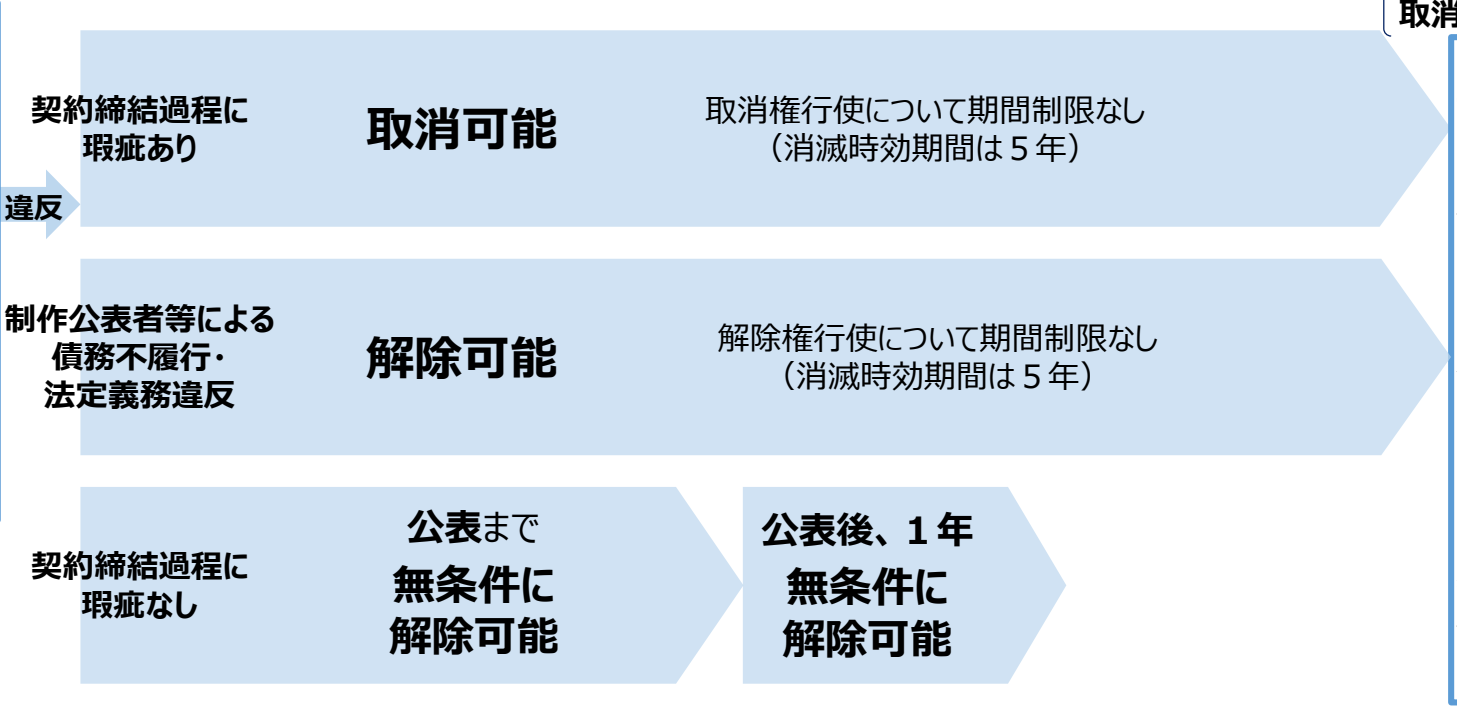 取消
契約締結過程に
瑕疵あり
取消可能
取消権行使について期間制限なし
（消滅時効期間は５年）
違反
制作公表者等による
債務不履行・
法定義務違反
解除可能
解除権行使について期間制限なし
（消滅時効期間は５年）
契約締結過程に
瑕疵なし
公表まで
無条件に
解除可能
公表後、１年
無条件に
解除可能